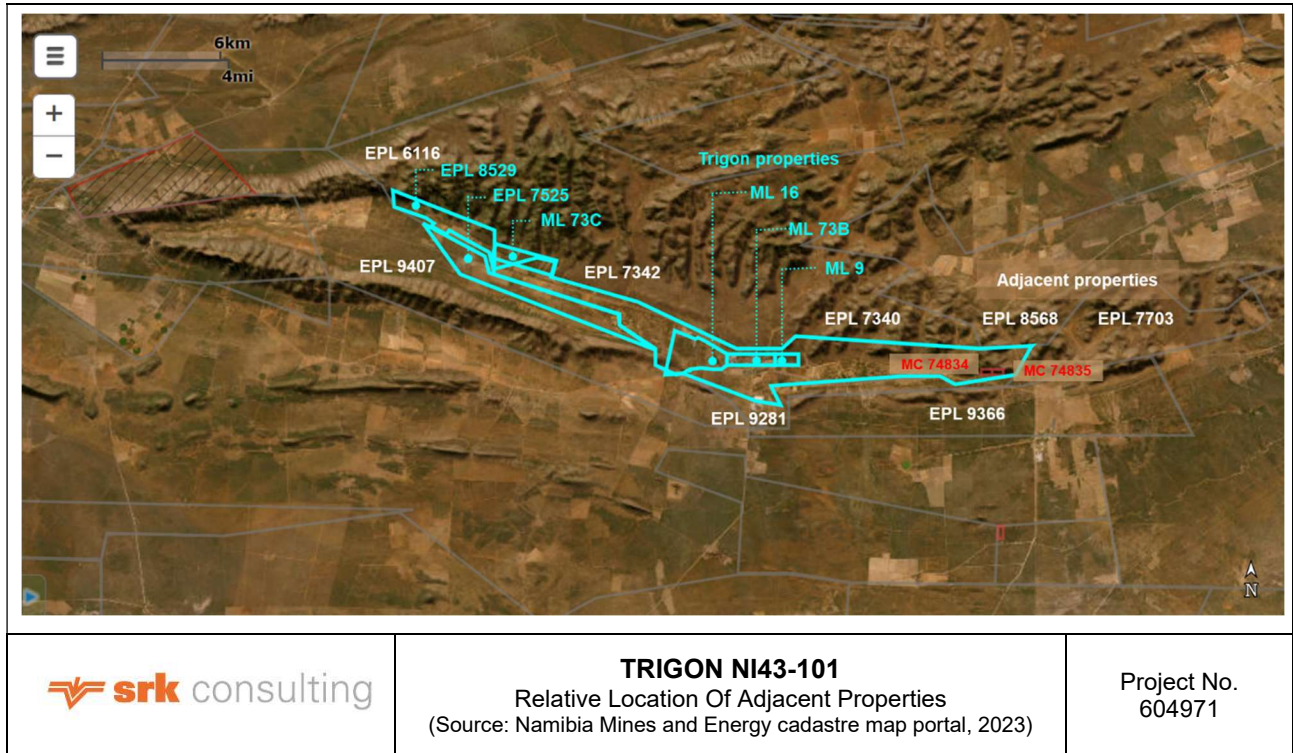 6km
4mi
+
−
EPL 6116
EPL 8529
EPL 7525
ML 73C
EPL 9407
EPL 7342
Trigon properties
ML 16
ML 73B
ML 9
Adjacent properties
EPL 7340
EPL 8568
EPL 7703
MC 74834
MC 74835
EPL 9281
EPL 9366
N
srk consulting
TRIGON NI43-101
Relative Location Of Adjacent Properties
(Source: Namibia Mines and Energy cadastre map portal, 2023)
Project No.
604971